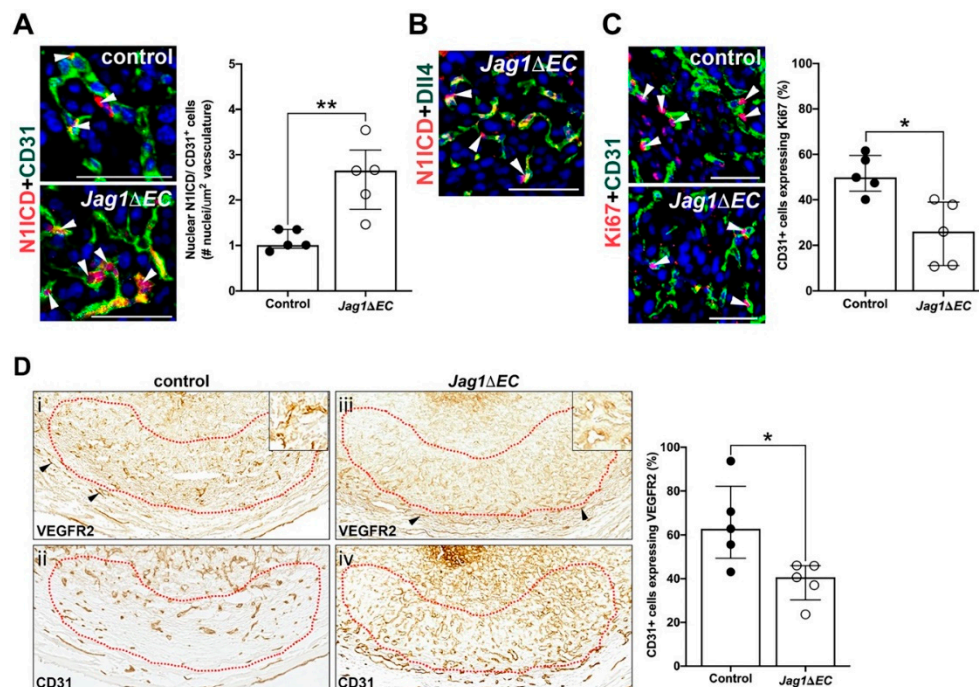 A
control
Jag1ΔEC
N1ICD+CD31
Nuclear N1ICD/ CD31+ cells
(# nuclei/um² vacsculature)
5
4
3
2
1
0
**
Control
Jag1ΔEC
B
Jag1ΔEC
N1ICD+Dll4
C
control
Jag1ΔEC
Ki67+CD31
CD31+ cells expressing Ki67 (%)
100
80
60
40
20
0
*
Control
Jag1ΔEC
D
control
Jag1ΔEC
i
VEGFR2
iii
VEGFR2
ii
CD31
iv
CD31
CD31+ cells expressing VEGFR2 (%)
100
80
60
40
20
0
*
Control
Jag1ΔEC